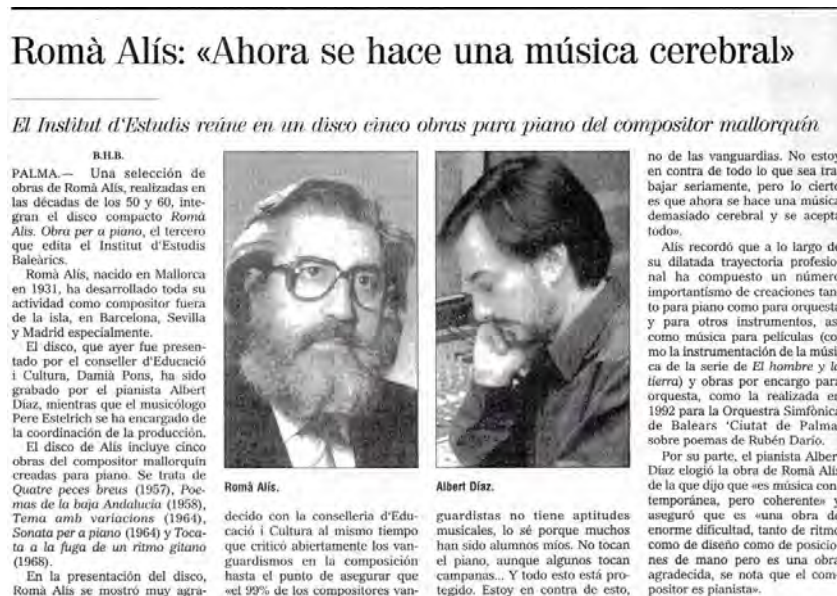 Romà Alís: «Ahora se hace una música cerebral»
El Institut d'Estudis reúne en un disco cinco obras para piano del compositor mallorquín
B.H.B.
PALMA.— Una selección de
obras de Romà Alís, realizadas en
las décadas de los 50 y 60, inte-
gran el disco compacto Romà
Alís. Obra per a piano, el tercero
que edita el Institut d'Estudis
Baleàrics.
Romà Alís, nacido en Mallorca
en 1931, ha desarrollado toda su
actividad como compositor fuera
de la isla, en Barcelona, Sevilla
y Madrid especialmente.
El disco, que ayer fue presen-
tado por el conseller d'Educació
i Cultura, Damià Pons, ha sido
grabado por el pianista Albert
Díaz, mientras que el musicólogo
Pere Estelrich se ha encargado de
la coordinación de la producción.
El disco de Alís incluye cinco
obras del compositor mallorquín
creadas para piano. Se trata de
Quatre peces breus (1957), Poe-
mas de la baja Andalucía (1958),
Tema amb variacions (1964),
Sonata per a piano (1964) y Toca-
ta a la fuga de un ritmo gitano
(1968).
En la presentación del disco,
Romà Alís se mostró muy agra-
Romà Alís.
decido con la conselleria d'Edu-
cació i Cultura al mismo tiempo
que criticó abiertamente los van-
guardismos en la composición
hasta el punto de asegurar que
«el 99% de los compositores van-
Albert Díaz.
guardistas no tiene aptitudes
musicales, lo sé porque muchos
han sido alumnos míos. No tocan
el piano, aunque algunos tocan
campanas... Y todo esto está pro-
tegido. Estoy en contra de esto,
no de las vanguardias. No estoy
en contra de todo lo que sea tra
bajar seriamente, pero lo cierto
es que ahora se hace una música
demasiado cerebral y se acepta
todo».
Alís recordó que a lo largo de
su dilatada trayectoria profesio
nal ha compuesto un número
importantísmo de creaciones tan
to para piano como para orquesta
y para otros instrumentos, as
como música para películas (co
mo la instrumentación de la músi
ca de la serie de El hombre y la
tierra) y obras por encargo para
orquesta, como la realizada en
1992 para la Orquestra Simfònica
de Balears 'Ciutat de Palma
sobre poemas de Rubén Darío.
Por su parte, el pianista Alber
Díaz elogió la obra de Romà Alís
de la que dijo que «es música con
temporánea, pero coherente» y
aseguró que es «una obra de
enorme dificultad, tanto de ritmo
como de diseño como de posicio
nes de mano pero es una obra
agradecida, se nota que el com
positor es pianista».